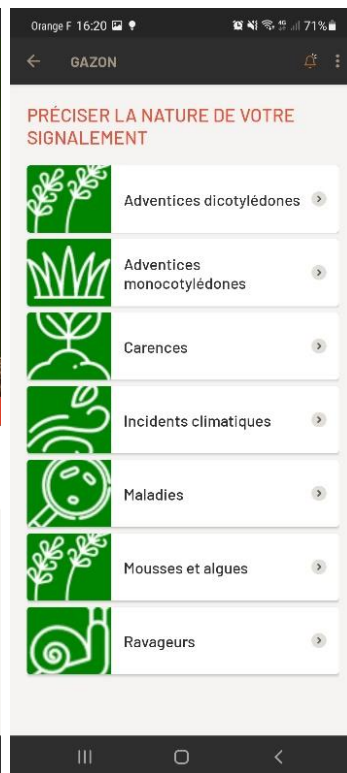 Orange F 16:20 71%
GAZON
PRÉCISER LA NATURE DE VOTRE
SIGNALEMENT
Adventices dicotylédones
Adventices
monocotylédones
Carences
Incidents climatiques
Maladies
Mousses et algues
Ravageurs